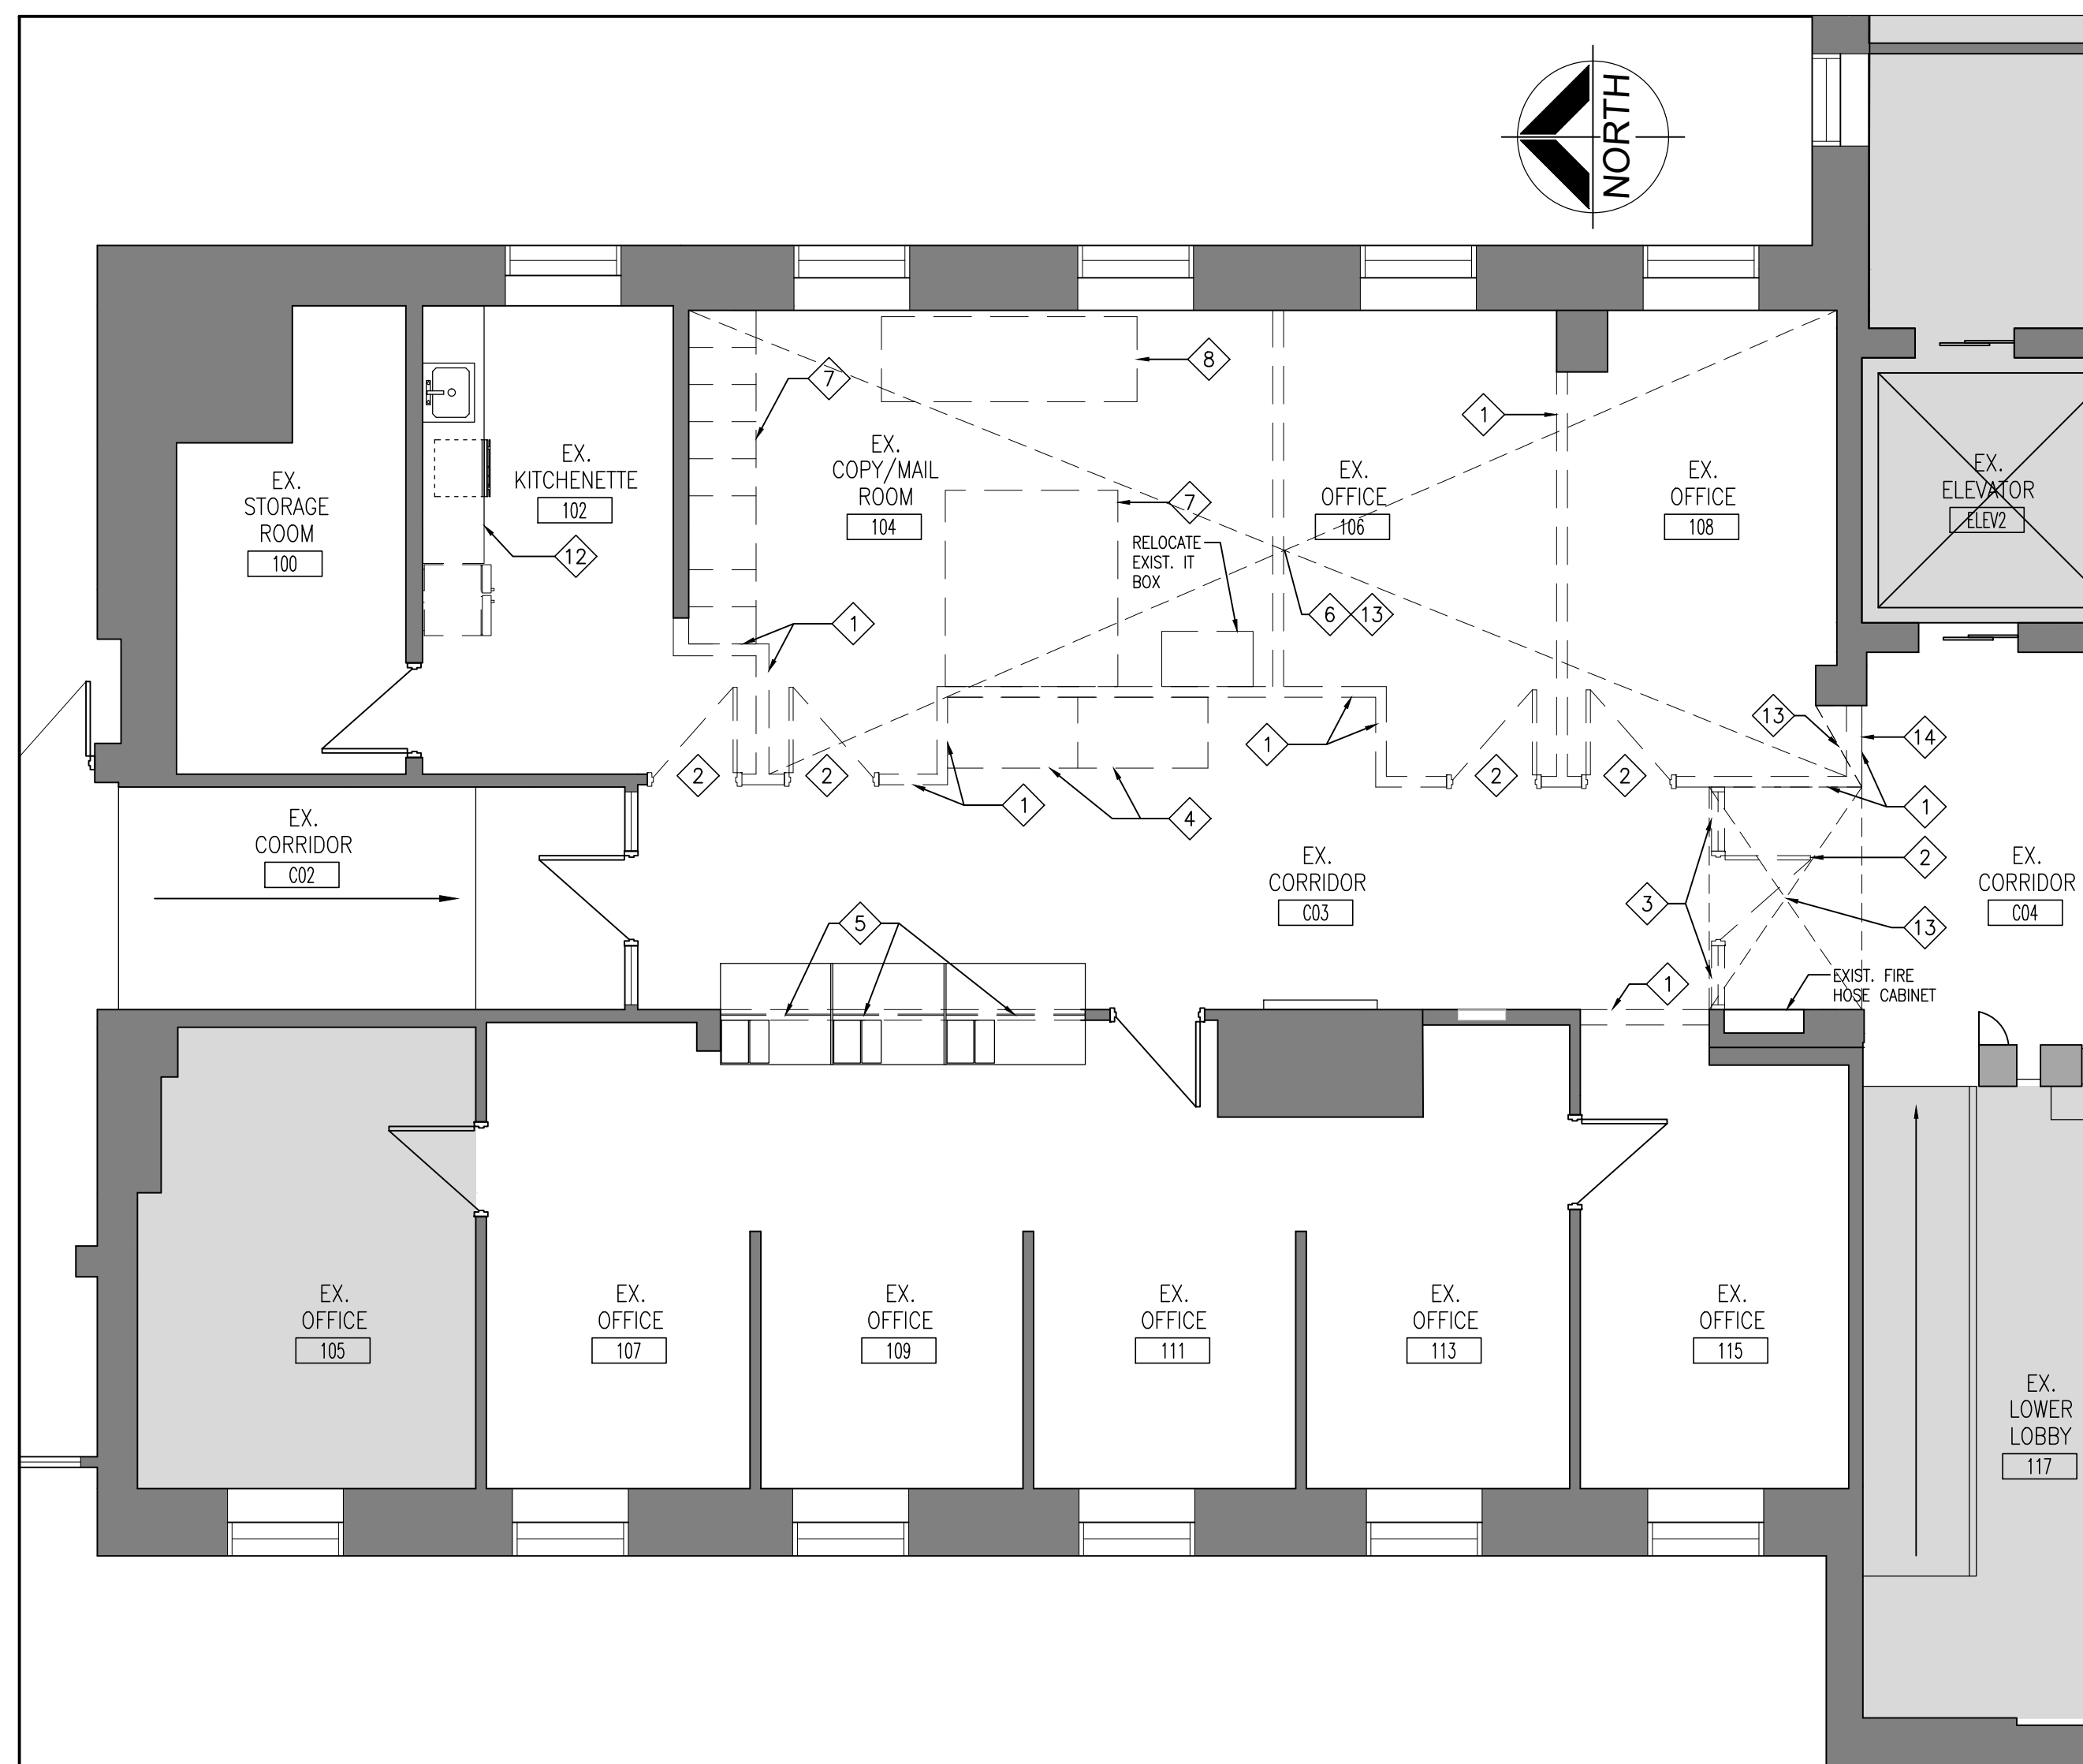 NORTH
8
7
1
EX.
COPY/MAIL
ROOM
104
EX.
OFFICE
106
EX.
OFFICE
108
EX.
ELEVATOR
ELEV2
EX.
KITCHENETTE
102
EX.
STORAGE
ROOM
100
7
12
RELOCATE
EXIST. IT
BOX
1
6
13
13
14
1
2
2
2
2
1
4
1
EX.
CORRIDOR
C02
EX.
CORRIDOR
C03
2
EX.
CORRIDOR
C04
3
5
13
1
EXIST. FIRE
HOSE CABINET
EX.
OFFICE
105
EX.
OFFICE
107
EX.
OFFICE
109
EX.
OFFICE
111
EX.
OFFICE
113
EX.
OFFICE
115
EX.
LOWER
LOBBY
117